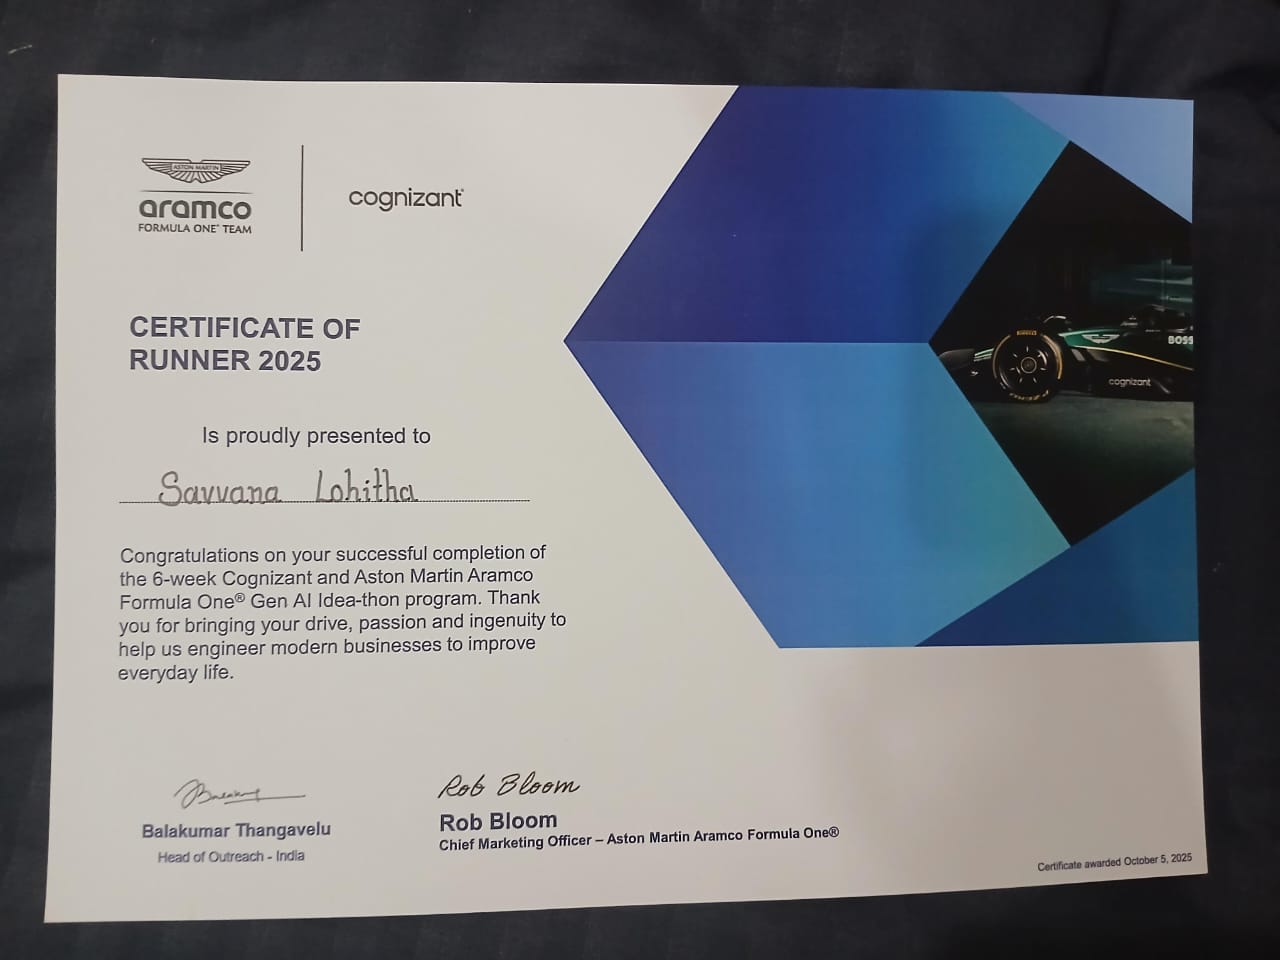 ASTON MARTIN
aramco
FORMULA ONE® TEAM
cognizant
CERTIFICATE OF
RUNNER 2025
Is proudly presented to
Savvana Lohitha
Congratulations on your successful completion of
the 6-week Cognizant and Aston Martin Aramco
Formula One® Gen AI Idea-thon program. Thank
you for bringing your drive, passion and ingenuity to
help us engineer modern businesses to improve
everyday life.
BOSS
cognizant
Rob Bloom
Balakumar Thangavelu
Head of Outreach - India
Rob Bloom
Chief Marketing Officer – Aston Martin Aramco Formula One®
Certificate awarded October 5, 2025